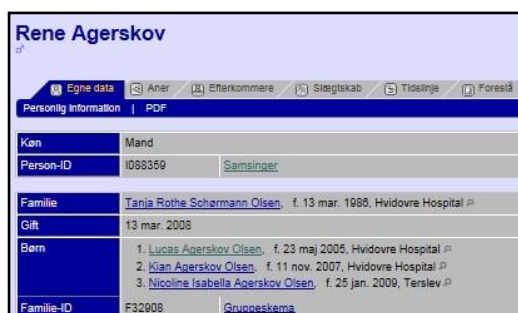 Rene Agerskov
Egne data Aner Efterkommere Slægtskab Tidslinje Foreslå
Personlig Information | PDF
Køn Mand
Person-ID I088359 Samsinger
Familie Tanja Rothe Schørmann Olsen, f. 13 mar. 1986, Hvidovre Hospital
Gift 13 mar. 2008
Børn 1. Lucas Agerskov Olsen, f. 23 maj 2005, Hvidovre Hospital
2. Kian Agerskov Olsen, f. 11 nov. 2007, Hvidovre Hospital
3. Nicoline Isabella Agerskov Olsen, f. 25 jan. 2009, Terslev
Familie-ID F32908 Gruppeskema